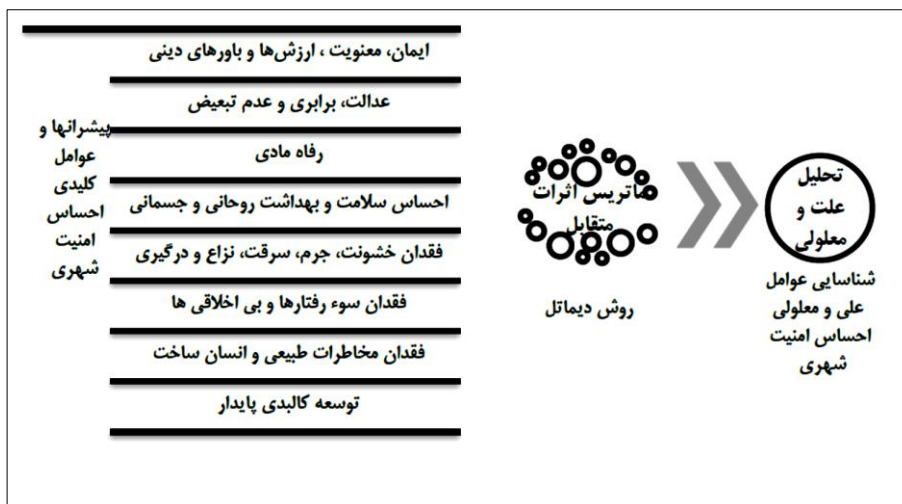 ایمان، معنویت ، ارزش‌ها و باورهای دینی
عدالت، برابری و عدم تبعیض
رفاه مادی
احساس سلامت و بهداشت روحانی و جسمانی
فقدان خشونت، جرم، سرقت، نزاع و درگیری
فقدان سوء رفتارها و بی اخلاقی ها
فقدان مخاطرات طبیعی و انسان ساخت
توسعه کالبدی پایدار
پیشرانها و
عوامل
کلیدی
احساس
امنیت
شهری
ماتریس اثرات
متقابل
روش دیماتل
تحلیل
علت و
معلولی
شناسایی عوامل
علی و معلولی
احساس امنیت
شهری